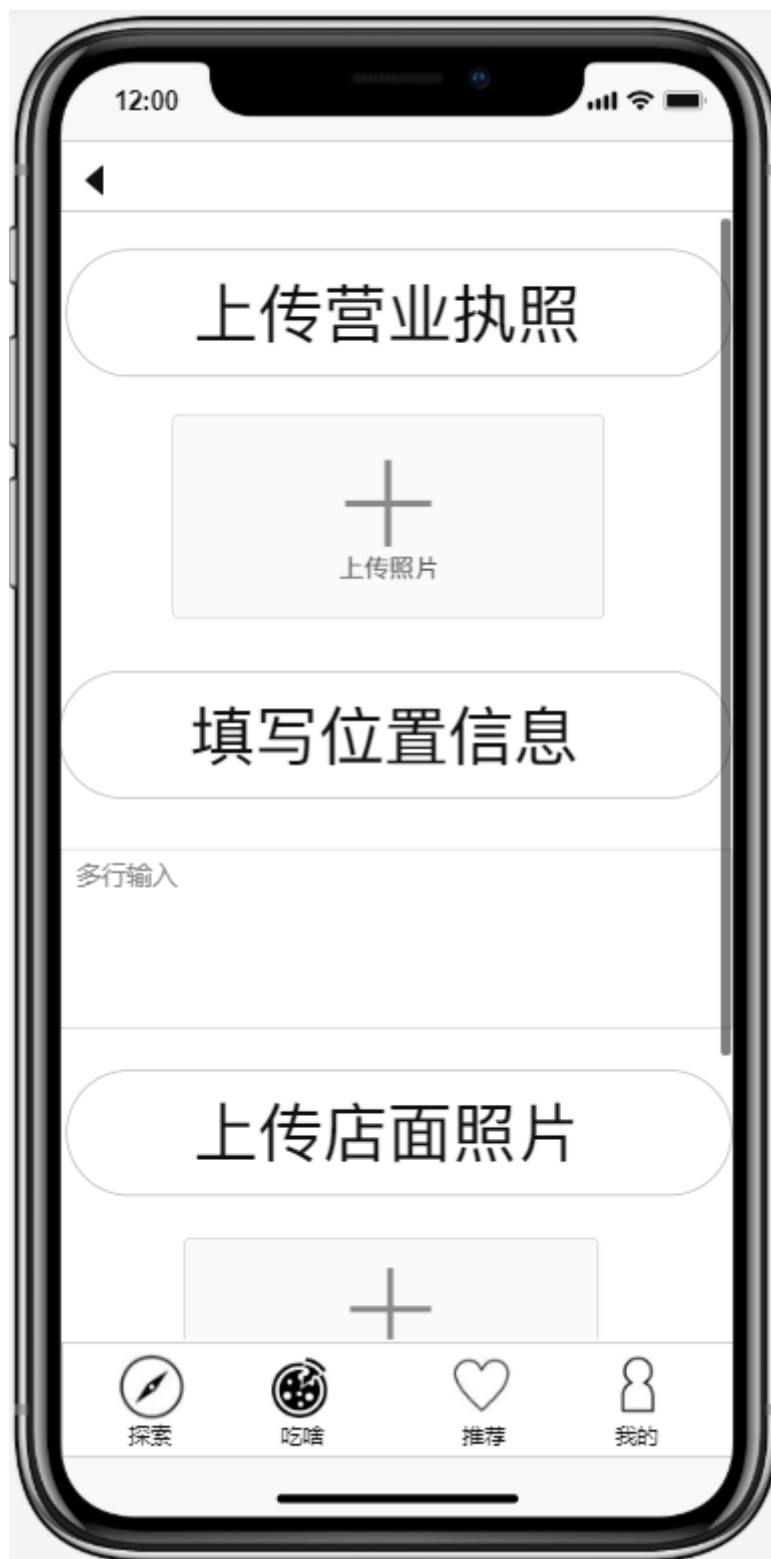 12:00
上传营业执照
上传照片
填写位置信息
多行输入
上传店面照片
探索 吃啥 推荐 我的